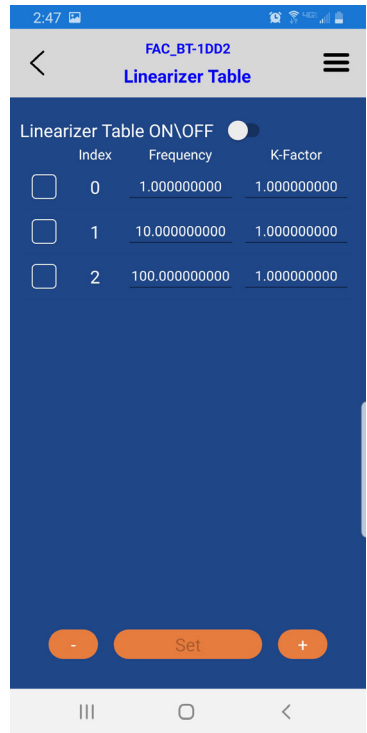 2:47
FAC_BT-1DD2
Linearizer Table
Linearizer Table ON\OFF
Index Frequency K-Factor
0 1.000000000 1.000000000
1 10.000000000 1.000000000
2 100.000000000 1.000000000
- Set +